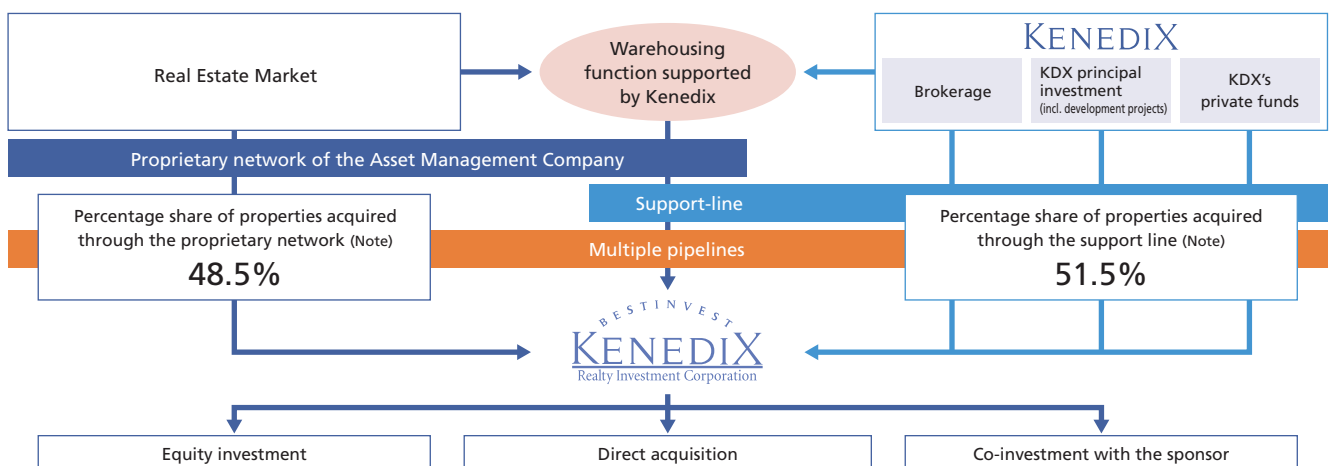 Real Estate Market
Warehousing
function supported
by Kenedix
KENEDIX
Brokerage
KDX principal
investment
(incl. development projects)
KDX's
private funds
Proprietary network of the Asset Management Company
Support-line
Percentage share of properties acquired
through the proprietary network (Note)
48.5%
Multiple pipelines
Percentage share of properties acquired
through the support line (Note)
51.5%
BESTINVEST
KENEDIX
Realty Investment Corporation
Equity investment
Direct acquisition
Co-investment with the sponsor